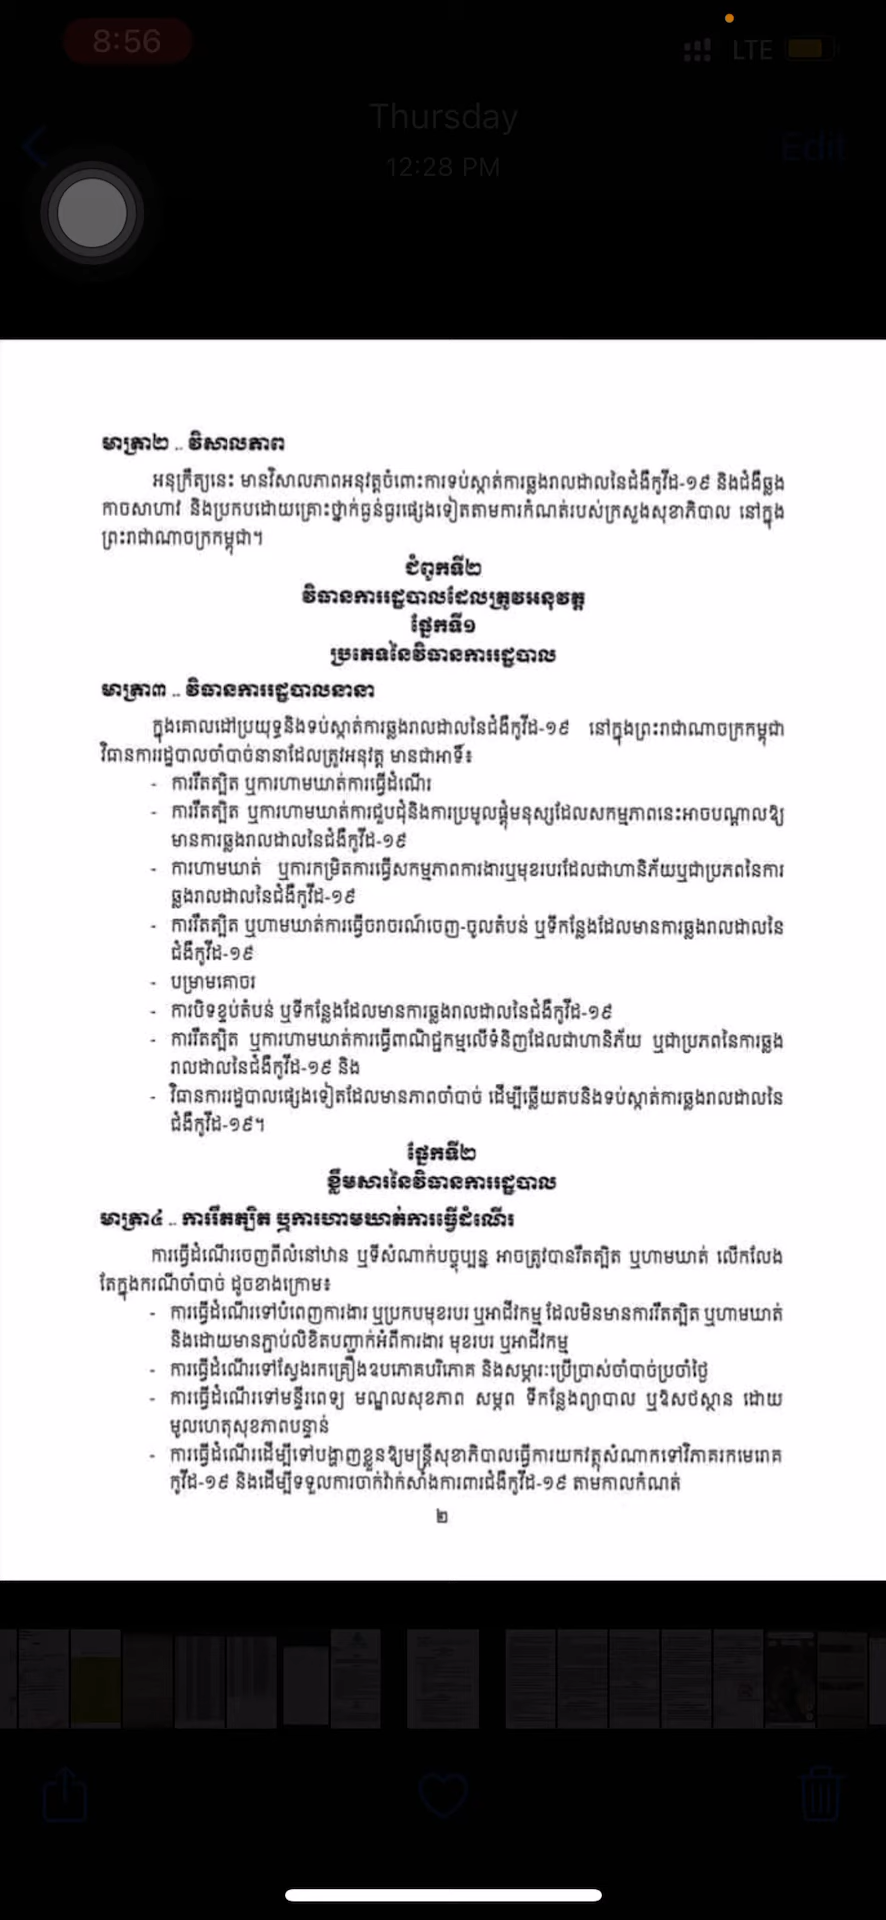 8:56
LTE
Thursday
12:28 PM
Edit
មាត្រា២ .. វិសាលភាព
អនុក្រឹត្យនេះ មានវិសាលភាពអនុវត្តចំពោះការទប់ស្កាត់ការឆ្លងរាលដាលនៃជំងឺកូវីដ-១៩ និងជំងឺឆ្លង
កាចសាហាវ និងប្រកបដោយគ្រោះថ្នាក់ធ្ងន់ធ្ងរផ្សេងទៀតតាមការកំណត់របស់ក្រសួងសុខាភិបាល នៅក្នុង
ព្រះរាជាណាចក្រកម្ពុជា។
ជំពូកទី២
វិធានការរដ្ឋបាលដែលត្រូវអនុវត្ត
ផ្នែកទី១
ប្រភេទនៃវិធានការរដ្ឋបាល
មាត្រា៣ .. វិធានការរដ្ឋបាលនានា
ក្នុងគោលដៅប្រយុទ្ធនិងទប់ស្កាត់ការឆ្លងរាលដាលនៃជំងឺកូវីដ-១៩ នៅក្នុងព្រះរាជាណាចក្រកម្ពុជា
វិធានការរដ្ឋបាលចាំបាច់នានាដែលត្រូវអនុវត្ត មានជាអាទិ៍៖
- ការរឹតត្បិត ឬការហាមឃាត់ការធ្វើដំណើរ
- ការរឹតត្បិត ឬការហាមឃាត់ការជួបជុំនិងការប្រមូលផ្តុំមនុស្សដែលសកម្មភាពនេះអាចបណ្តាលឱ្យ
មានការឆ្លងរាលដាលនៃជំងឺកូវីដ-១៩
- ការហាមឃាត់ ឬការកម្រិតការធ្វើសកម្មភាពការងារឬមុខរបរដែលជាហានិភ័យឬជាប្រភពនៃការ
ឆ្លងរាលដាលនៃជំងឺកូវីដ-១៩
- ការរឹតត្បិត ឬហាមឃាត់ការធ្វើចរាចរណ៍ចេញ-ចូលតំបន់ ឬទីកន្លែងដែលមានការឆ្លងរាលដាលនៃ
ជំងឺកូវីដ-១៩
- បម្រាមគោចរ
- ការបិទខ្ទប់តំបន់ ឬទីកន្លែងដែលមានការឆ្លងរាលដាលនៃជំងឺកូវីដ-១៩
- ការរឹតត្បិត ឬការហាមឃាត់ការធ្វើពាណិជ្ជកម្មលើទំនិញដែលជាហានិភ័យ ឬជាប្រភពនៃការឆ្លង
រាលដាលនៃជំងឺកូវីដ-១៩ និង
- វិធានការរដ្ឋបាលផ្សេងទៀតដែលមានភាពចាំបាច់ ដើម្បីឆ្លើយតបនិងទប់ស្កាត់ការឆ្លងរាលដាលនៃ
ជំងឺកូវីដ-១៩។
ផ្នែកទី២
ខ្លឹមសារនៃវិធានការរដ្ឋបាល
មាត្រា៤ .. ការរឹតត្បិត ឬការហាមឃាត់ការធ្វើដំណើរ
ការធ្វើដំណើរចេញពីលំនៅឋាន ឬទីសំណាក់បច្ចុប្បន្ន អាចត្រូវបានរឹតត្បិត ឬហាមឃាត់ លើកលែង
តែក្នុងករណីចាំបាច់ ដូចខាងក្រោម៖
- ការធ្វើដំណើរទៅបំពេញការងារ ឬប្រកបមុខរបរ ឬអាជីវកម្ម ដែលមិនមានការរឹតត្បិត ឬហាមឃាត់
និងដោយមានភ្ជាប់លិខិតបញ្ជាក់អំពីការងារ មុខរបរ ឬអាជីវកម្ម
- ការធ្វើដំណើរទៅស្វែងរកគ្រឿងឧបភោគបរិភោគ និងសម្ភារៈប្រើប្រាស់ចាំបាច់ប្រចាំថ្ងៃ
- ការធ្វើដំណើរទៅមន្ទីរពេទ្យ មណ្ឌលសុខភាព សម្ភព ទីកន្លែងព្យាបាល ឬឱសថស្ថាន ដោយ
មូលហេតុសុខភាពបន្ទាន់
- ការធ្វើដំណើរដើម្បីទៅបង្ហាញខ្លួនឱ្យមន្ត្រីសុខាភិបាលធ្វើការយកវត្ថុសំណាកទៅវិភាគរកមេរោគ
កូវីដ-១៩ និងដើម្បីទទួលការចាក់វ៉ាក់សាំងការពារជំងឺកូវីដ-១៩ តាមកាលកំណត់
២